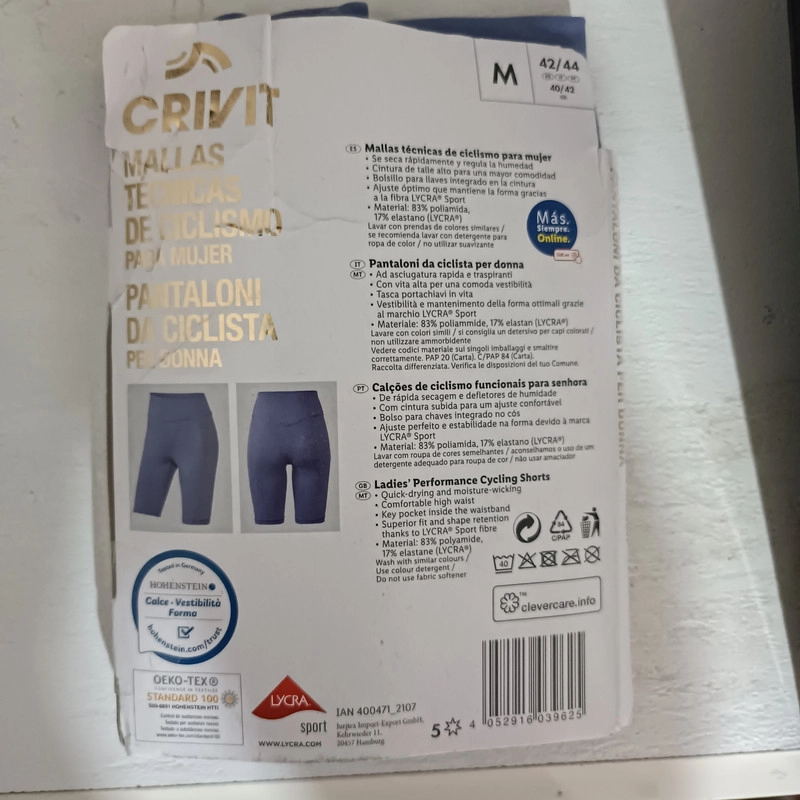 CRIVIT
MALLAS
TÉCNICAS
DE CICLISMO
PARA MUJER
PANTALONI
DA CICLISTA
PER DONNA
M
42/44
40/42
ES Mallas técnicas de ciclismo para mujer
• Se seca rápidamente y regula la humedad
• Cintura de talle alto para una mayor comodidad
• Bolsillo para llaves integrado en la cintura
• Ajuste óptimo que mantiene la forma gracias
a la fibra LYCRA® Sport
• Material: 83% poliamida,
17% elastano (LYCRA®)
Lavar con prendas de colores similares /
se recomienda lavar con detergente para
ropa de color / no utilizar suavizante
Más.
Siempre.
Online.
IT Pantaloni da ciclista per donna
MT • Ad asciugatura rapida e traspiranti
• Con vita alta per una comoda vestibilità
• Tasca portachiavi in vita
• Vestibilità e mantenimento della forma ottimali grazie
al marchio LYCRA® Sport
• Materiale: 83% poliammide, 17% elastan (LYCRA®)
Lavare con colori simili / si consiglia un detersivo per capi colorati /
non utilizzare ammorbidente
Vedere codici materiale sui singoli imballaggi e smaltire
correttamente. PAP 20 (Carta). C/PAP 84 (Carta).
Raccolta differenziata. Verifica le disposizioni del tuo Comune.
PT Calções de ciclismo funcionais para senhora
• De rápida secagem e defletores de humidade
• Com cintura subida para um ajuste confortável
• Bolso para chaves integrado no cós
• Ajuste perfeito e estabilidade na forma devido à marca
LYCRA® Sport
• Material: 83% poliamida, 17% elastano (LYCRA®)
Lavar com roupa de cores semelhantes / aconselhamos o uso de um
detergente adequado para roupa de cor / não usar amaciador
GB Ladies' Performance Cycling Shorts
MT • Quick-drying and moisture-wicking
• Comfortable high waist
• Key pocket inside the waistband
• Superior fit and shape retention
thanks to LYCRA® Sport fibre
• Material: 83% polyamide,
17% elastane (LYCRA®)
Wash with similar colours /
Use colour detergent /
Do not use fabric softener
84
C/PAP
40
clevercare.info
Tested in Germany
HOHENSTEIN
Calce - Vestibilità
Forma
hohenstein.com/trust
OEKO-TEX®
CONFIDENCE IN TEXTILES
STANDARD 100
HOHENSTEIN HTTI
LYCRA®
sport
WWW.LYCRA.COM
IAN 400471_2107
Import-Export GmbH,
Kehrwieder 11,
20457 Hamburg
5
4 052916 039625
PANTALONI DA CICLISTA PER DONNA